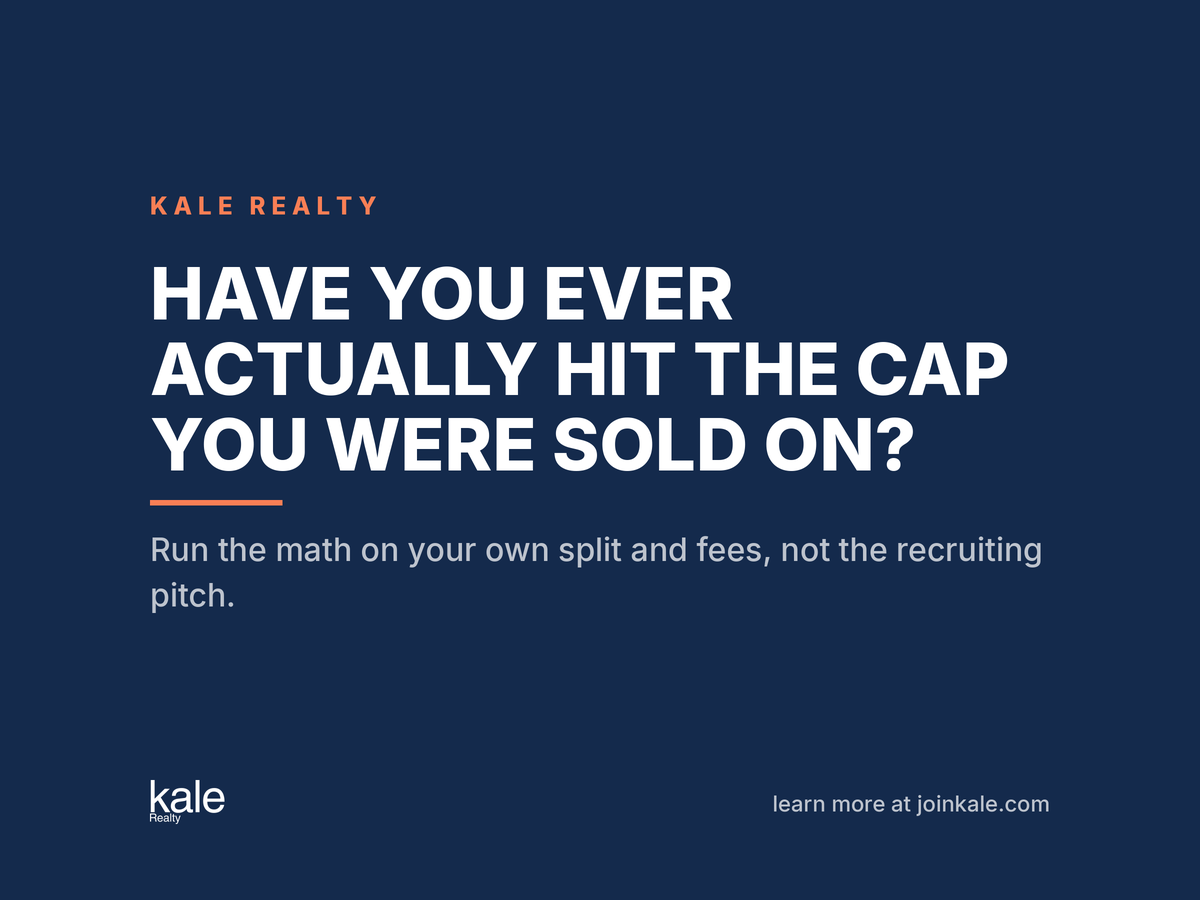 KALE REALTY
HAVE YOU EVER
ACTUALLY HIT THE CAP
YOU WERE SOLD ON?
Run the math on your own split and fees, not the recruiting
pitch.
kale
Realty
learn more at joinkale.com